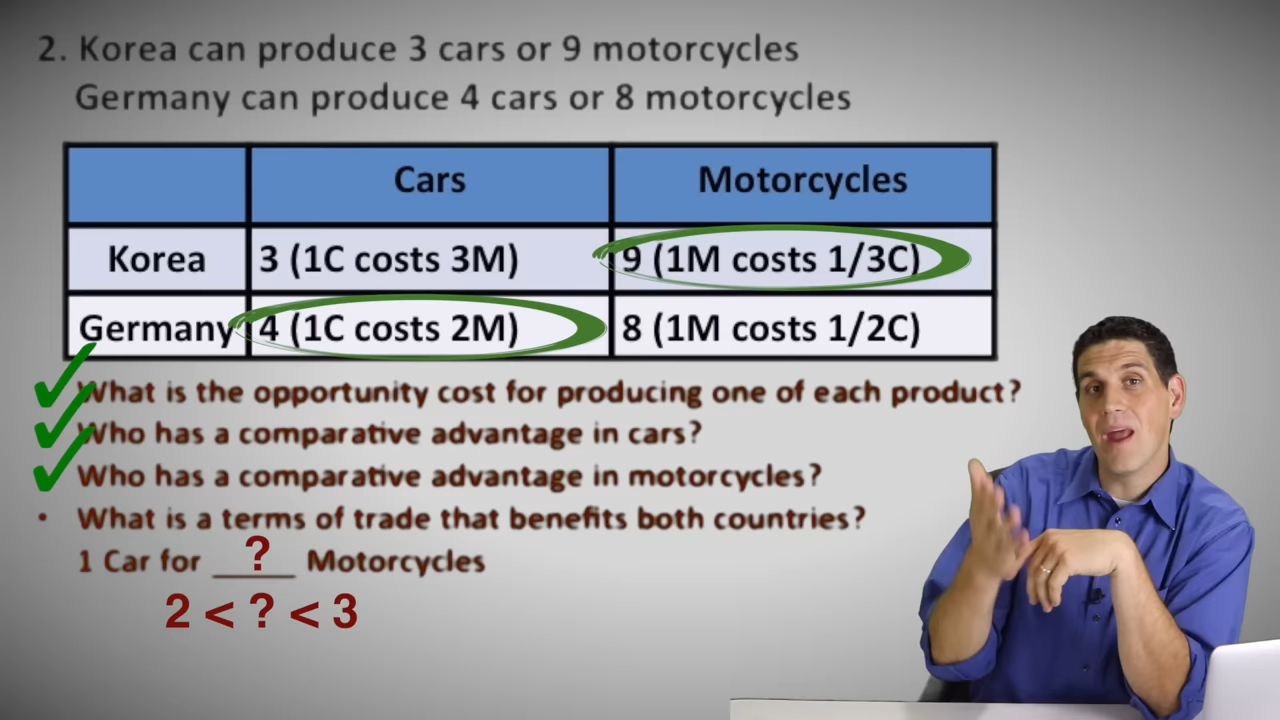 2. Korea can produce 3 cars or 9 motorcycles
Germany can produce 4 cars or 8 motorcycles
Cars Motorcycles
Korea 3 (1C costs 3M) 9 (1M costs 1/3C)
Germany 4 (1C costs 2M) 8 (1M costs 1/2C)
What is the opportunity cost for producing one of each product?
Who has a comparative advantage in cars?
Who has a comparative advantage in motorcycles?
• What is a terms of trade that benefits both countries?
1 Car for __?__ Motorcycles
2 < ? < 3